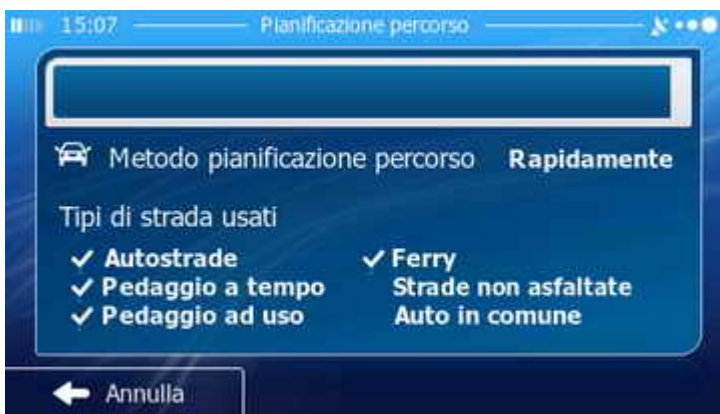 15:07 Pianificazione percorso
Metodo pianificazione percorso Rapidamente
Tipi di strada usati
Autostrade Ferry
Pedaggio a tempo Strade non asfaltate
Pedaggio ad uso Auto in comune
Annulla